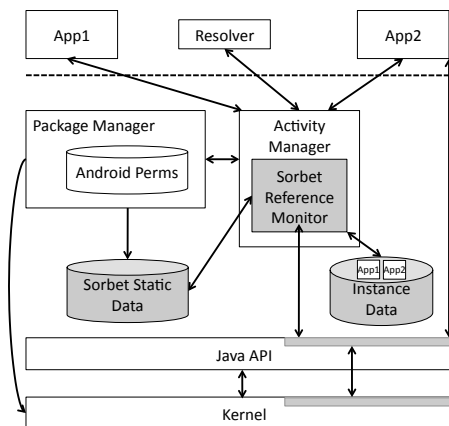 App1
Resolver
App2
Package Manager
Android Perms
Activity
Manager
Sorbet
Reference
Monitor
Sorbet Static
Data
App1 App2
Instance
Data
Java API
Kernel